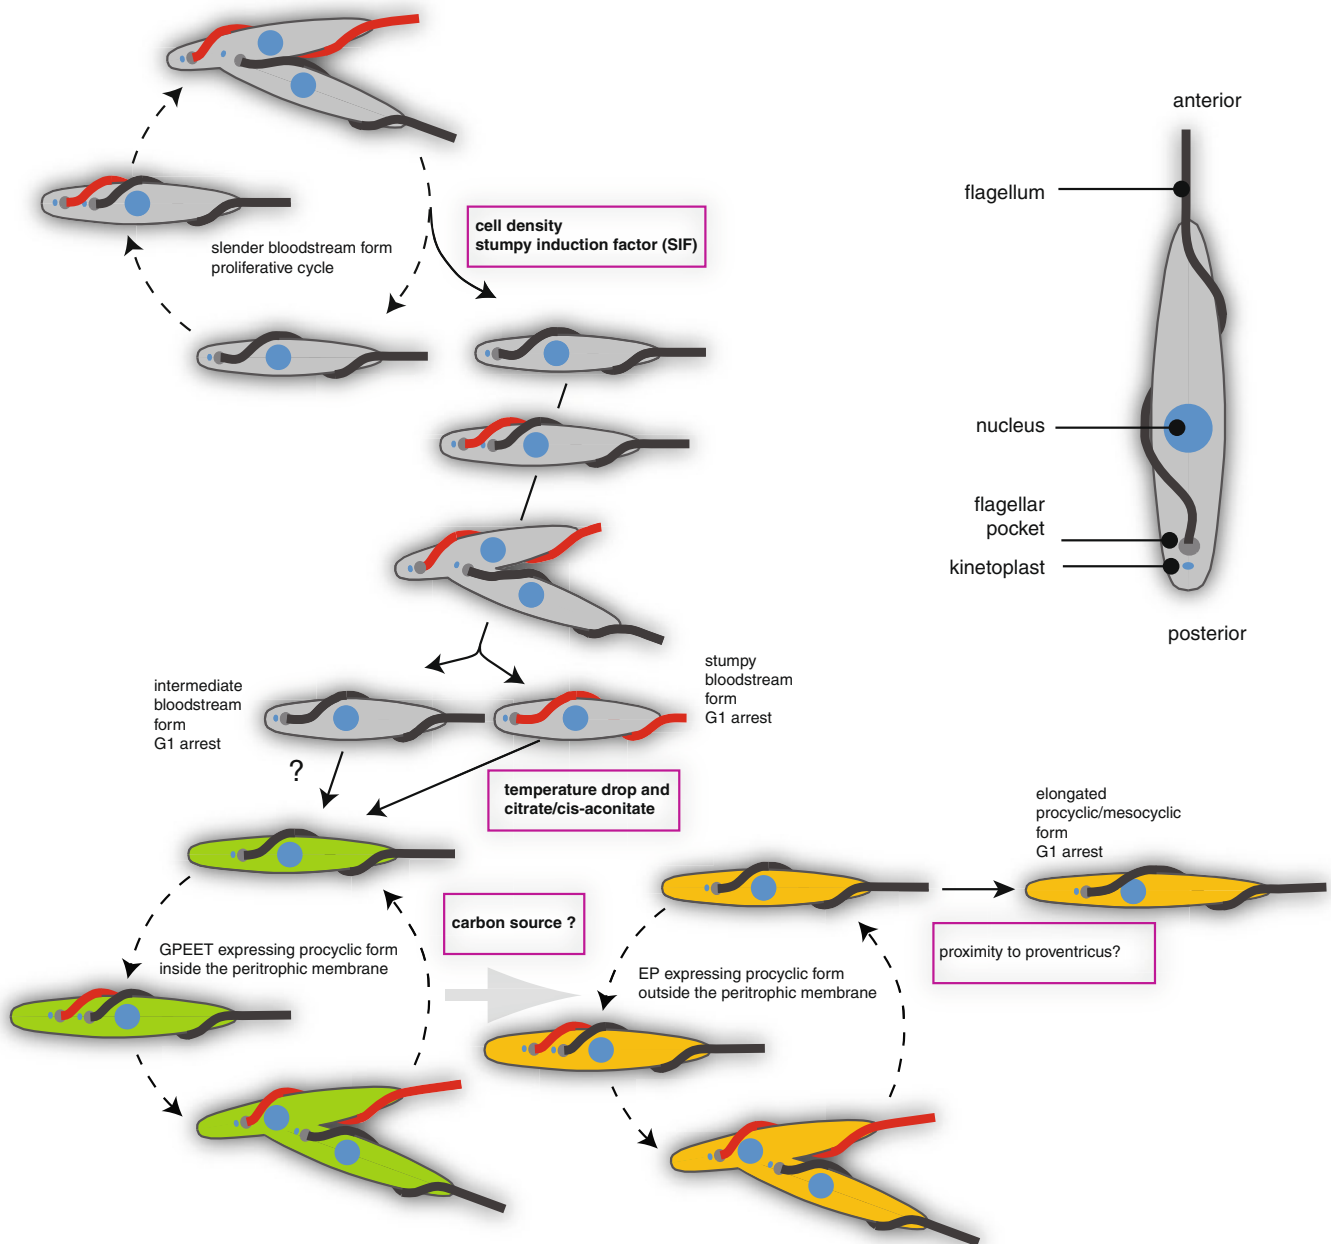 anterior
flagellum
nucleus
flagellar
pocket
kinetoplast
posterior
slender bloodstream form
proliferative cycle
cell density
stumpy induction factor (SIF)
intermediate
bloodstream
form
G1 arrest
stumpy
bloodstream
form
G1 arrest
?
temperature drop and
citrate/cis-aconitate
GPEET expressing procyclic form
inside the peritrophic membrane
carbon source ?
EP expressing procyclic form
outside the peritrophic membrane
elongated
procyclic/mesocyclic
form
G1 arrest
proximity to proventricus?